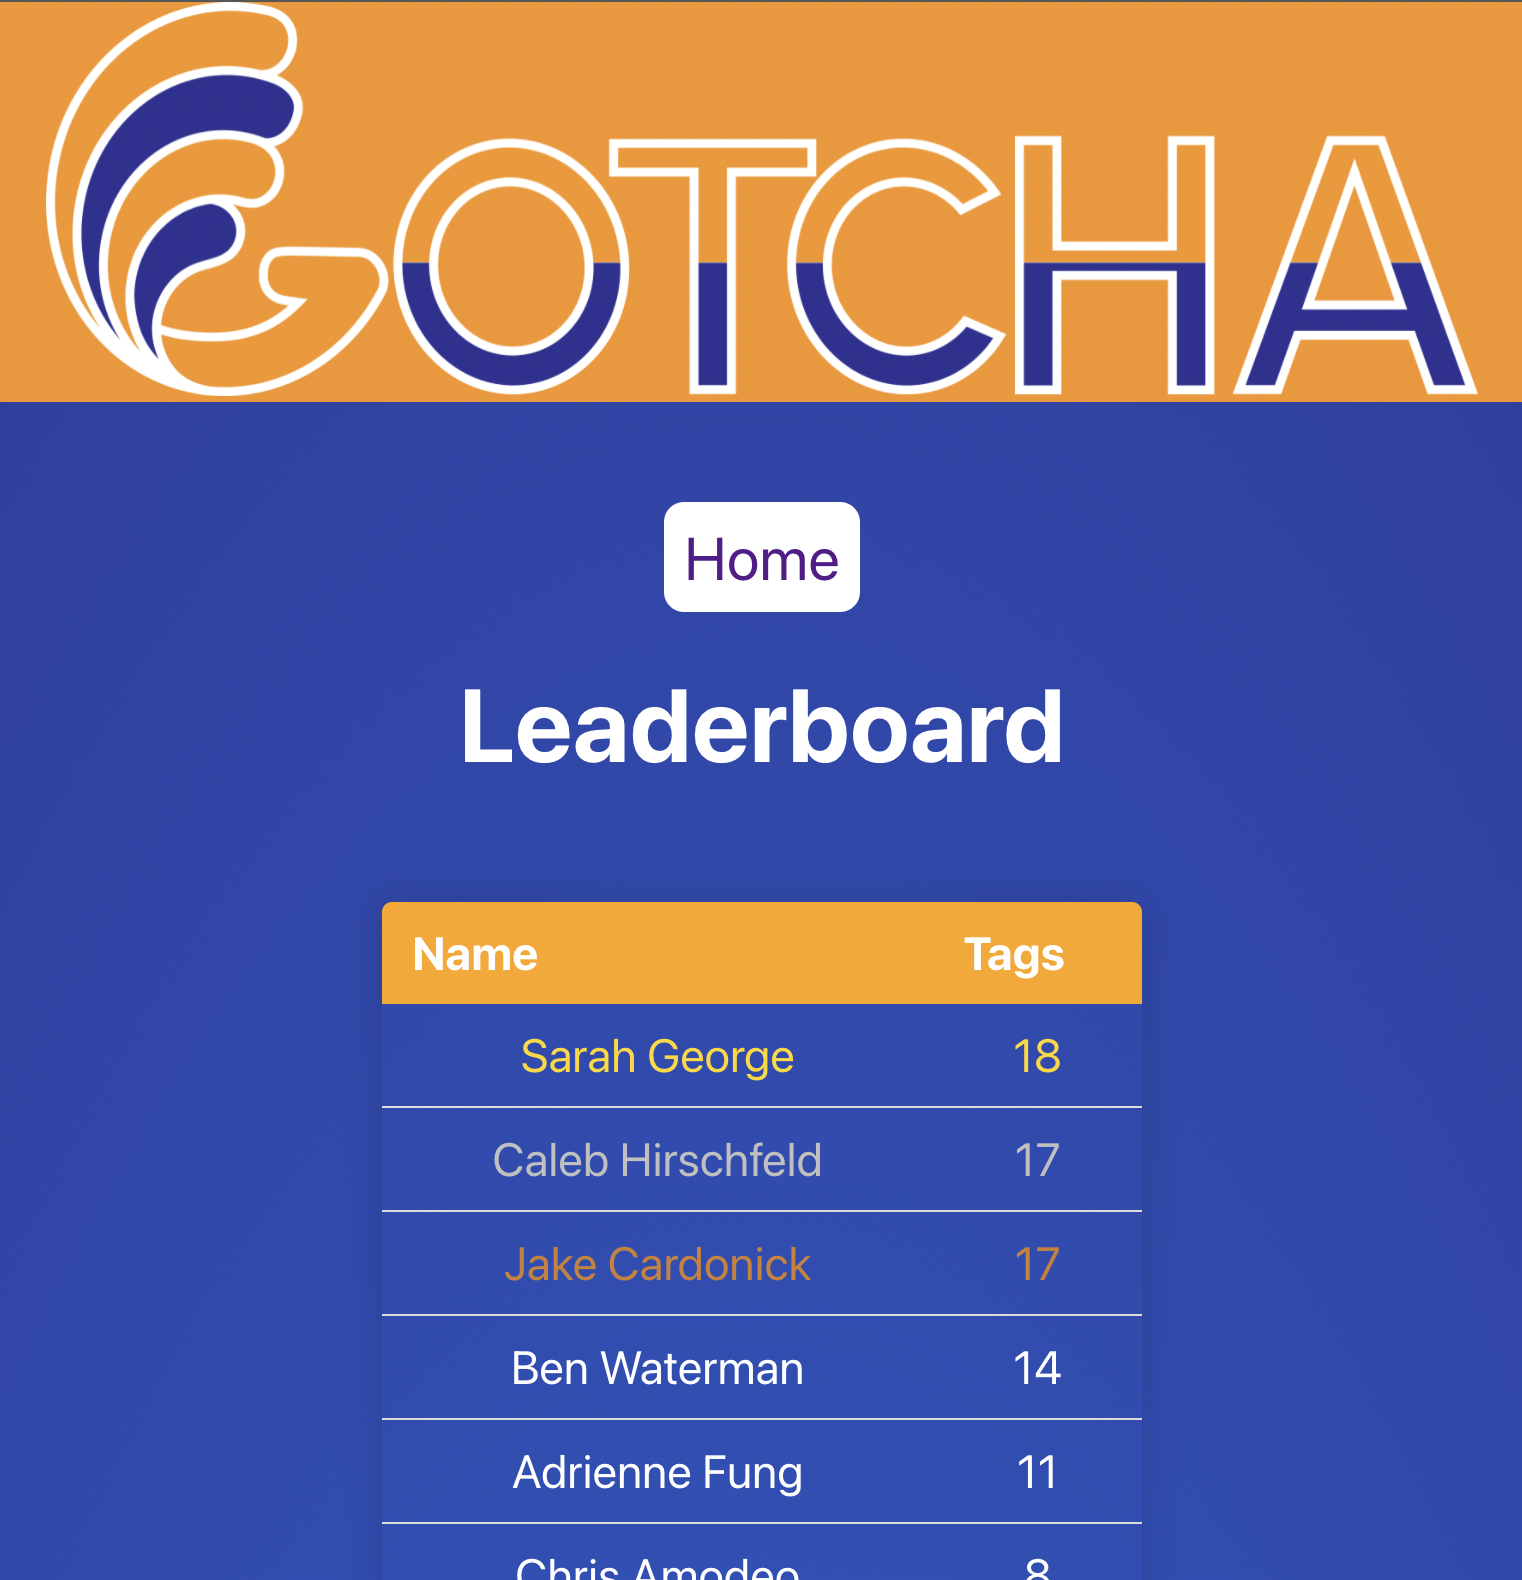 GOTCHA
Home
Leaderboard
Name Tags
Sarah George 18
Caleb Hirschfeld 17
Jake Cardonick 17
Ben Waterman 14
Adrienne Fung 11
Chris Amodeo 8